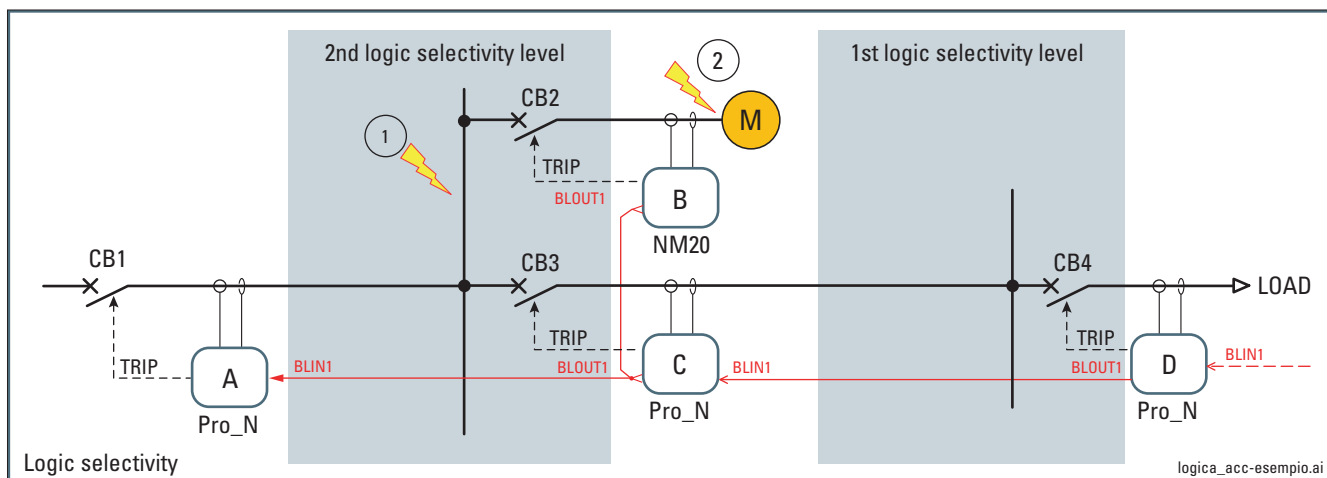 2nd logic selectivity level
1st logic selectivity level
2
CB2
M
1
TRIP
BLOUT1
B
NM20
CB1
CB3
CB4
LOAD
TRIP
TRIP
TRIP
BLIN1
BLOUT1
BLIN1
BLOUT1
BLIN1
A
C
D
Pro_N
Pro_N
Pro_N
Logic selectivity
logica_acc-esempio.ai